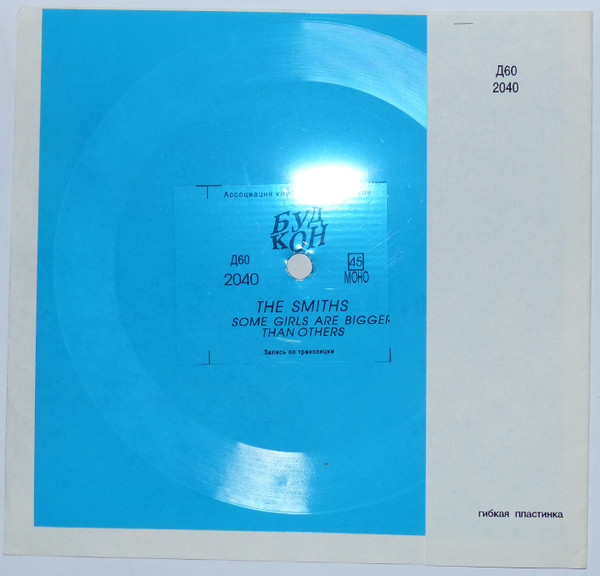 Д60
2040
Ассоциация
БУД
КОН
Д60
45
2040
МОНО
THE SMITHS
SOME GIRLS ARE BIGGER
THAN OTHERS
Запись по трансляции
гибкая пластинка